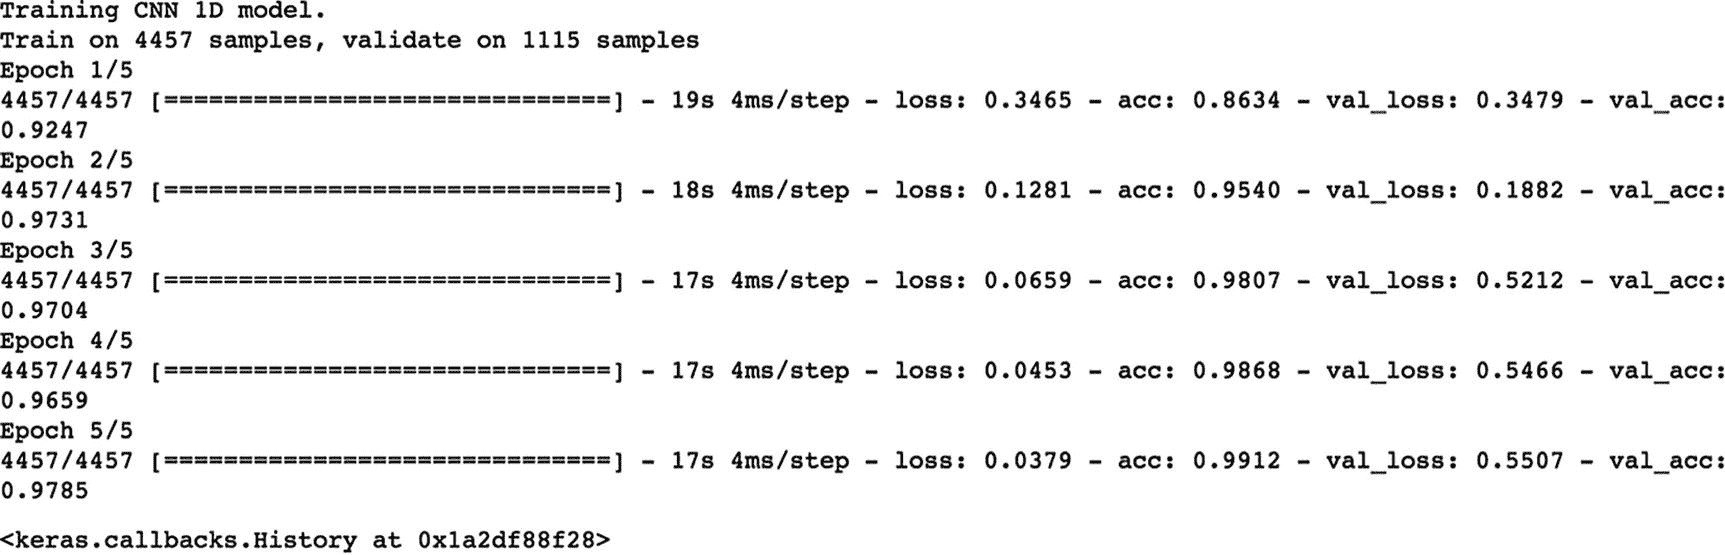 Training CNN 1D model.
Train on 4457 samples, validate on 1115 samples
Epoch 1/5
4457/4457 [==============================] - 19s 4ms/step - loss: 0.3465 - acc: 0.8634 - val_loss: 0.3479 - val_acc:
0.9247
Epoch 2/5
4457/4457 [==============================] - 18s 4ms/step - loss: 0.1281 - acc: 0.9540 - val_loss: 0.1882 - val_acc:
0.9731
Epoch 3/5
4457/4457 [==============================] - 17s 4ms/step - loss: 0.0659 - acc: 0.9807 - val_loss: 0.5212 - val_acc:
0.9704
Epoch 4/5
4457/4457 [==============================] - 17s 4ms/step - loss: 0.0453 - acc: 0.9868 - val_loss: 0.5466 - val_acc:
0.9659
Epoch 5/5
4457/4457 [==============================] - 17s 4ms/step - loss: 0.0379 - acc: 0.9912 - val_loss: 0.5507 - val_acc:
0.9785
<keras.callbacks.History at 0x1a2df88f28>